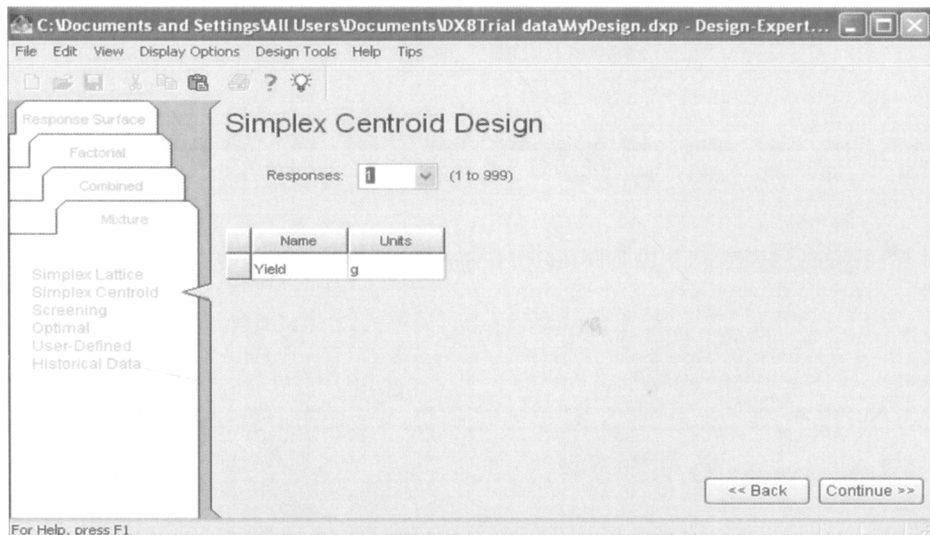 C:\Documents and Settings\All Users\Documents\DX8Trial data\MyDesign.dxp - Design-Expert...
File Edit View Display Options Design Tools Help Tips
Response Surface
Factorial
Combined
Mixture
Simplex Lattice
Simplex Centroid
Screening
Optimal
User-Defined
Historical Data
Simplex Centroid Design
Responses: 1 (1 to 999)
Name Units
Yield g
<< Back Continue >>
For Help, press F1